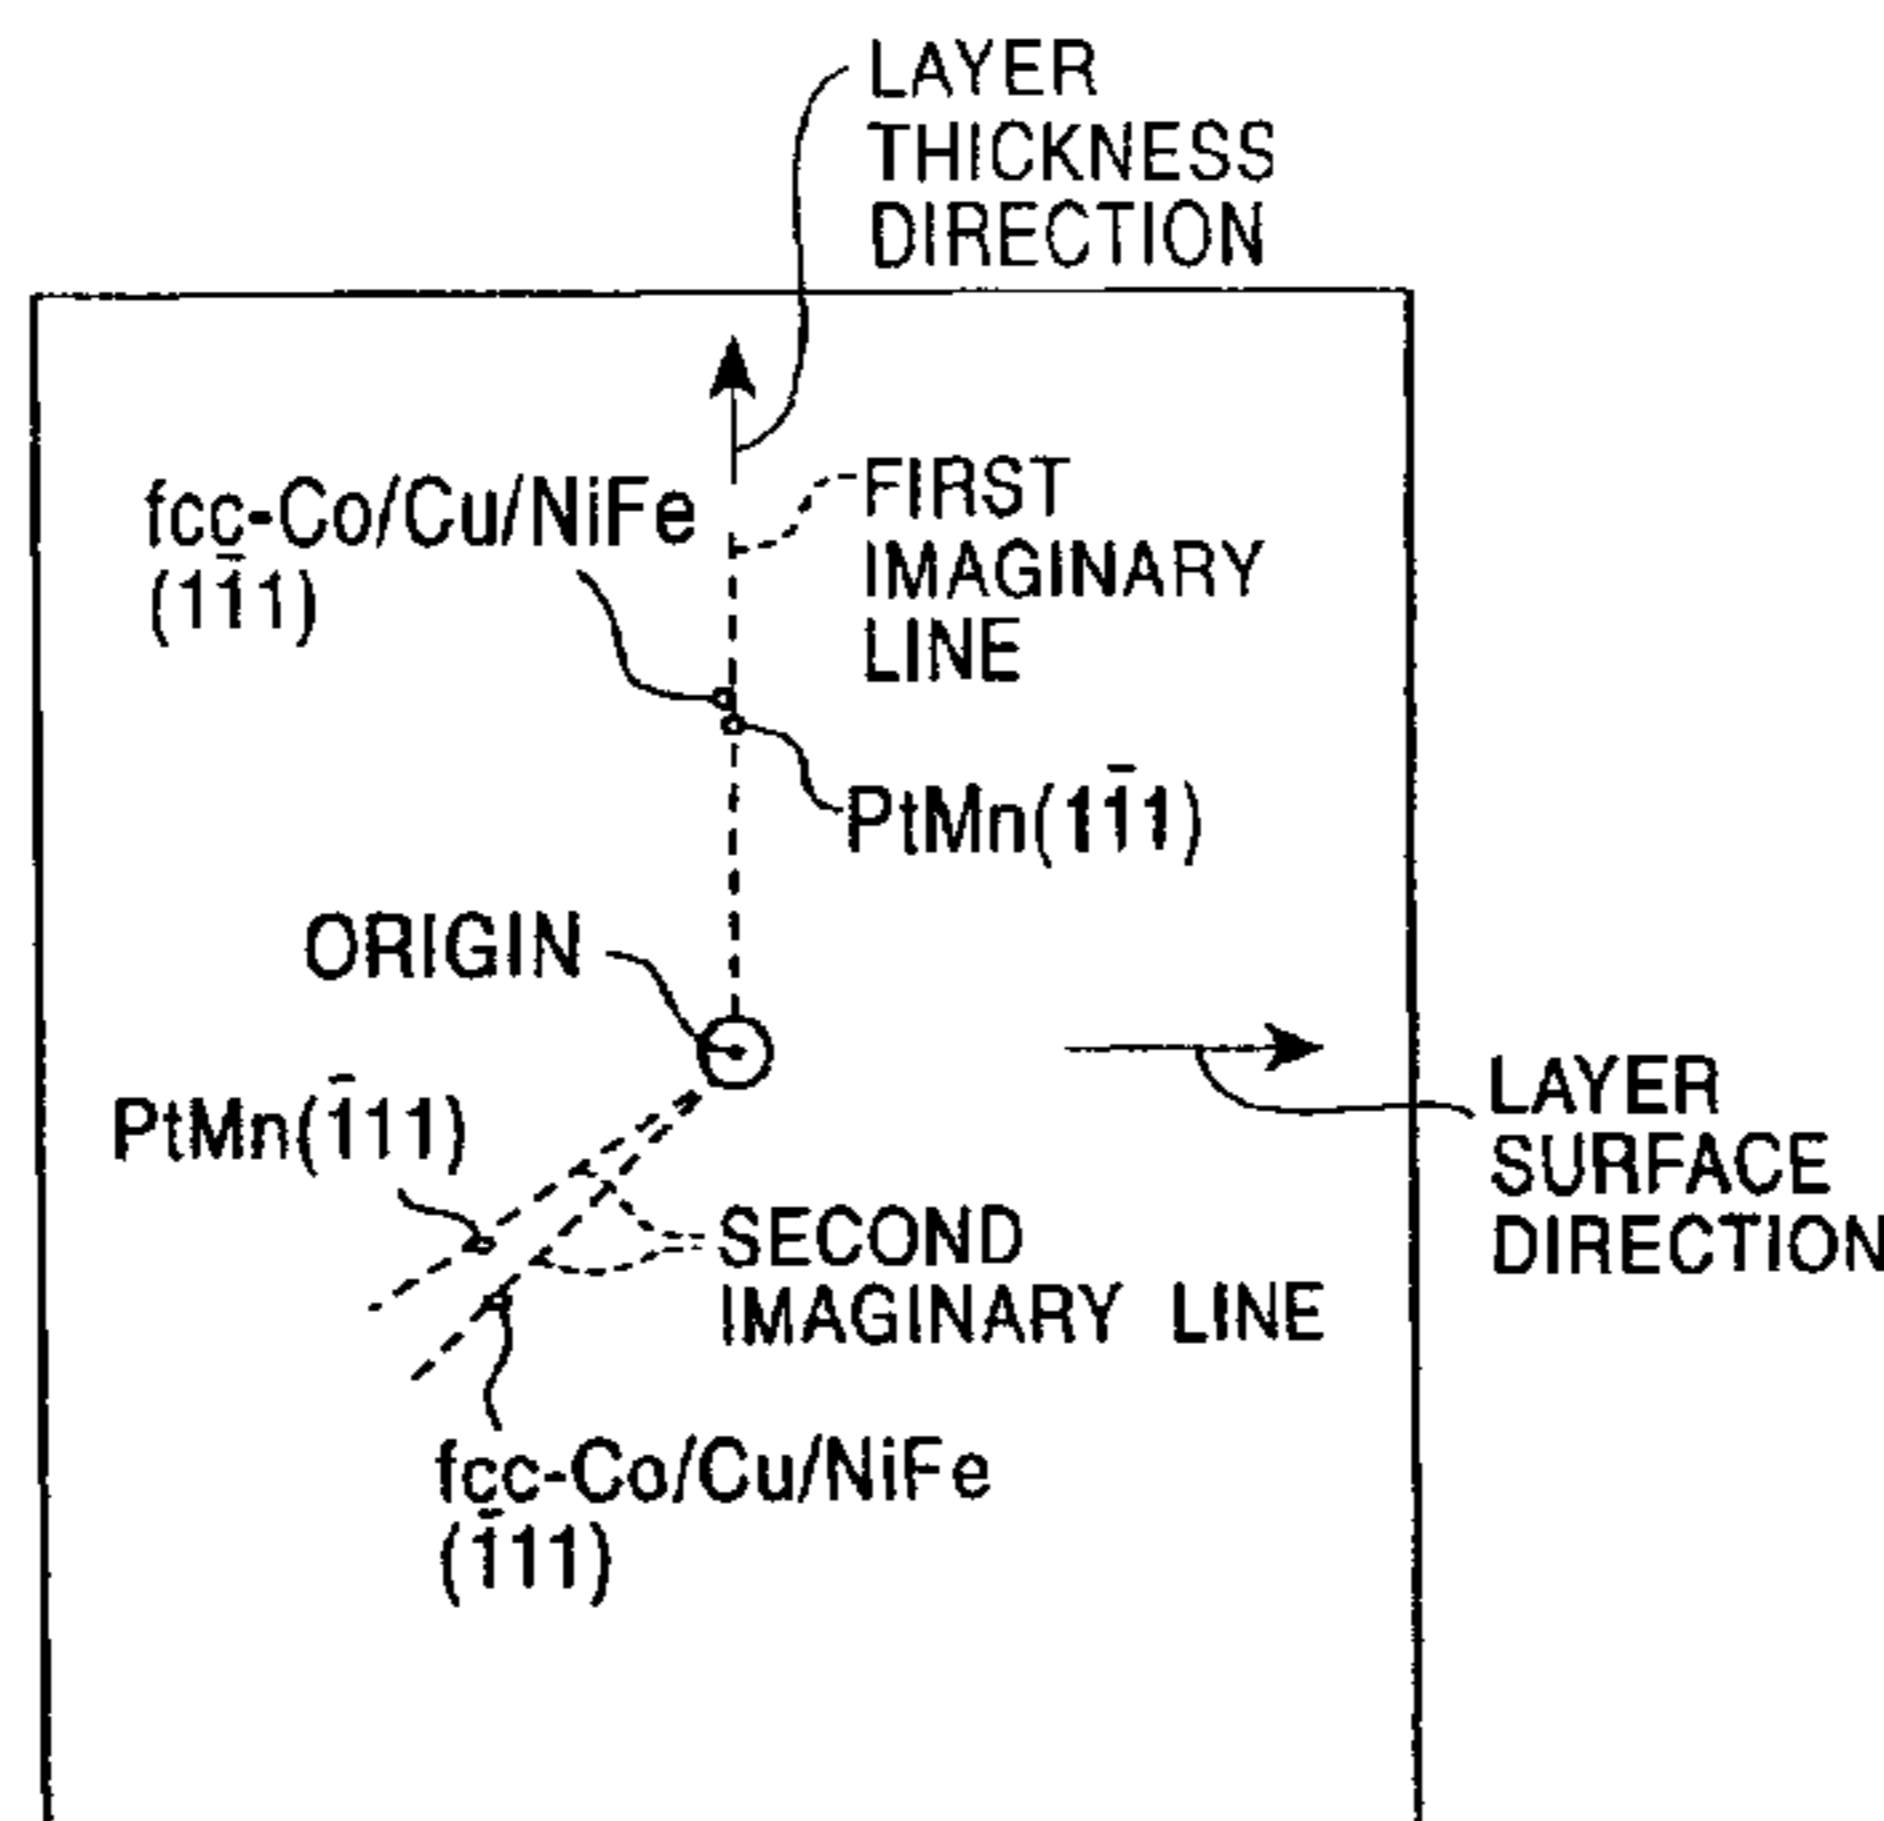 LAYER
THICKNESS
DIRECTION
fcc-Co/Cu/NiFe
(11̄1)
FIRST
IMAGINARY
LINE
PtMn(11̄1)
ORIGIN
PtMn(1̄11)
LAYER
SURFACE
DIRECTION
SECOND
IMAGINARY LINE
fcc-Co/Cu/NiFe
(1̄11)